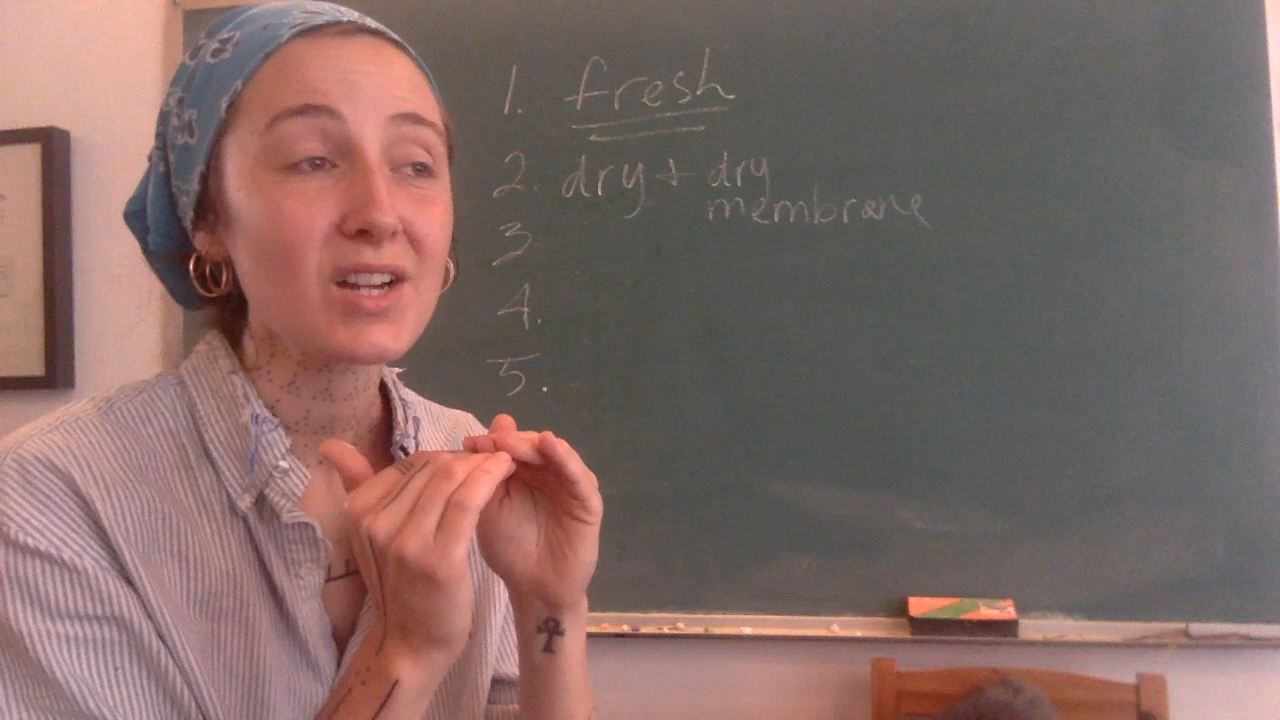 1. fresh
2. dry + dry
membrane
3
4.
5.